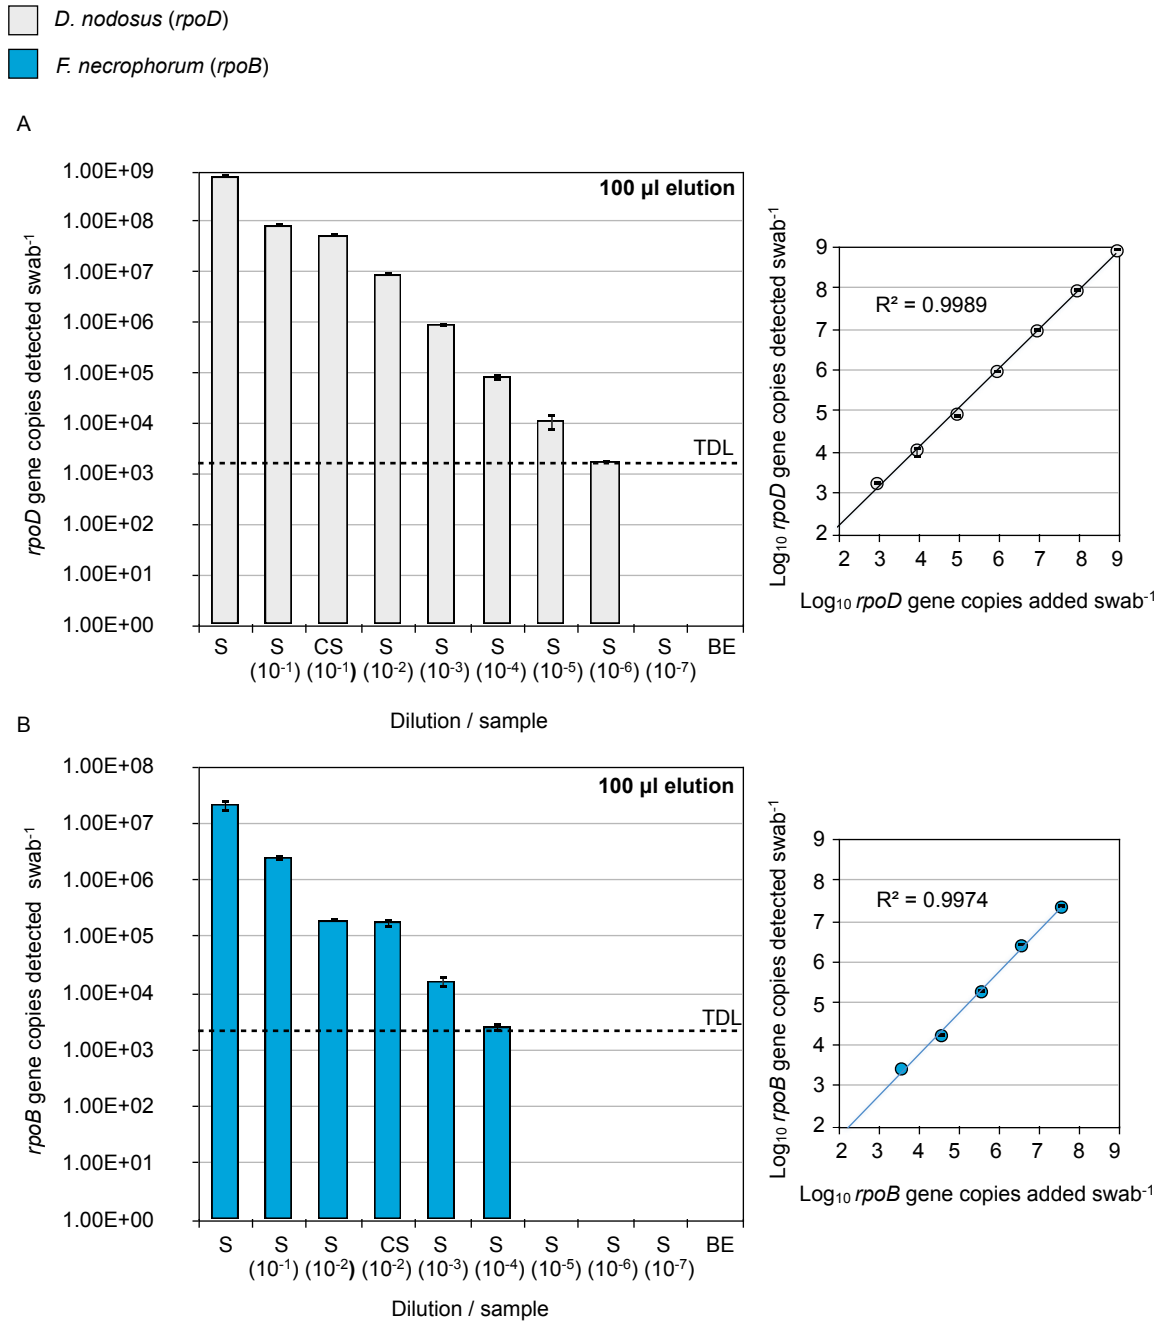 D. nodosus (rpoD)
F. necrophorum (rpoB)
A
1.00E+09
1.00E+08
1.00E+07
1.00E+06
1.00E+05
1.00E+04
1.00E+03
1.00E+02
1.00E+01
1.00E+00
rpoD gene copies detected swab⁻¹
100 µl elution
TDL
S S CS S S S S S S BE
(10⁻¹) (10⁻¹) (10⁻²) (10⁻³) (10⁻⁴) (10⁻⁵) (10⁻⁶) (10⁻⁷)
Dilution / sample
Log₁₀ rpoD gene copies detected swab⁻¹
9
8
7
6
5
4
3
2
R² = 0.9989
2 3 4 5 6 7 8 9
Log₁₀ rpoD gene copies added swab⁻¹
B
1.00E+08
1.00E+07
1.00E+06
1.00E+05
1.00E+04
1.00E+03
1.00E+02
1.00E+01
1.00E+00
rpoB gene copies detected swab⁻¹
100 µl elution
TDL
S S S CS S S S S S BE
(10⁻¹) (10⁻²) (10⁻²) (10⁻³) (10⁻⁴) (10⁻⁵) (10⁻⁶) (10⁻⁷)
Dilution / sample
Log₁₀ rpoB gene copies detected swab⁻¹
9
8
7
6
5
4
3
2
R² = 0.9974
2 3 4 5 6 7 8 9
Log₁₀ rpoB gene copies added swab⁻¹